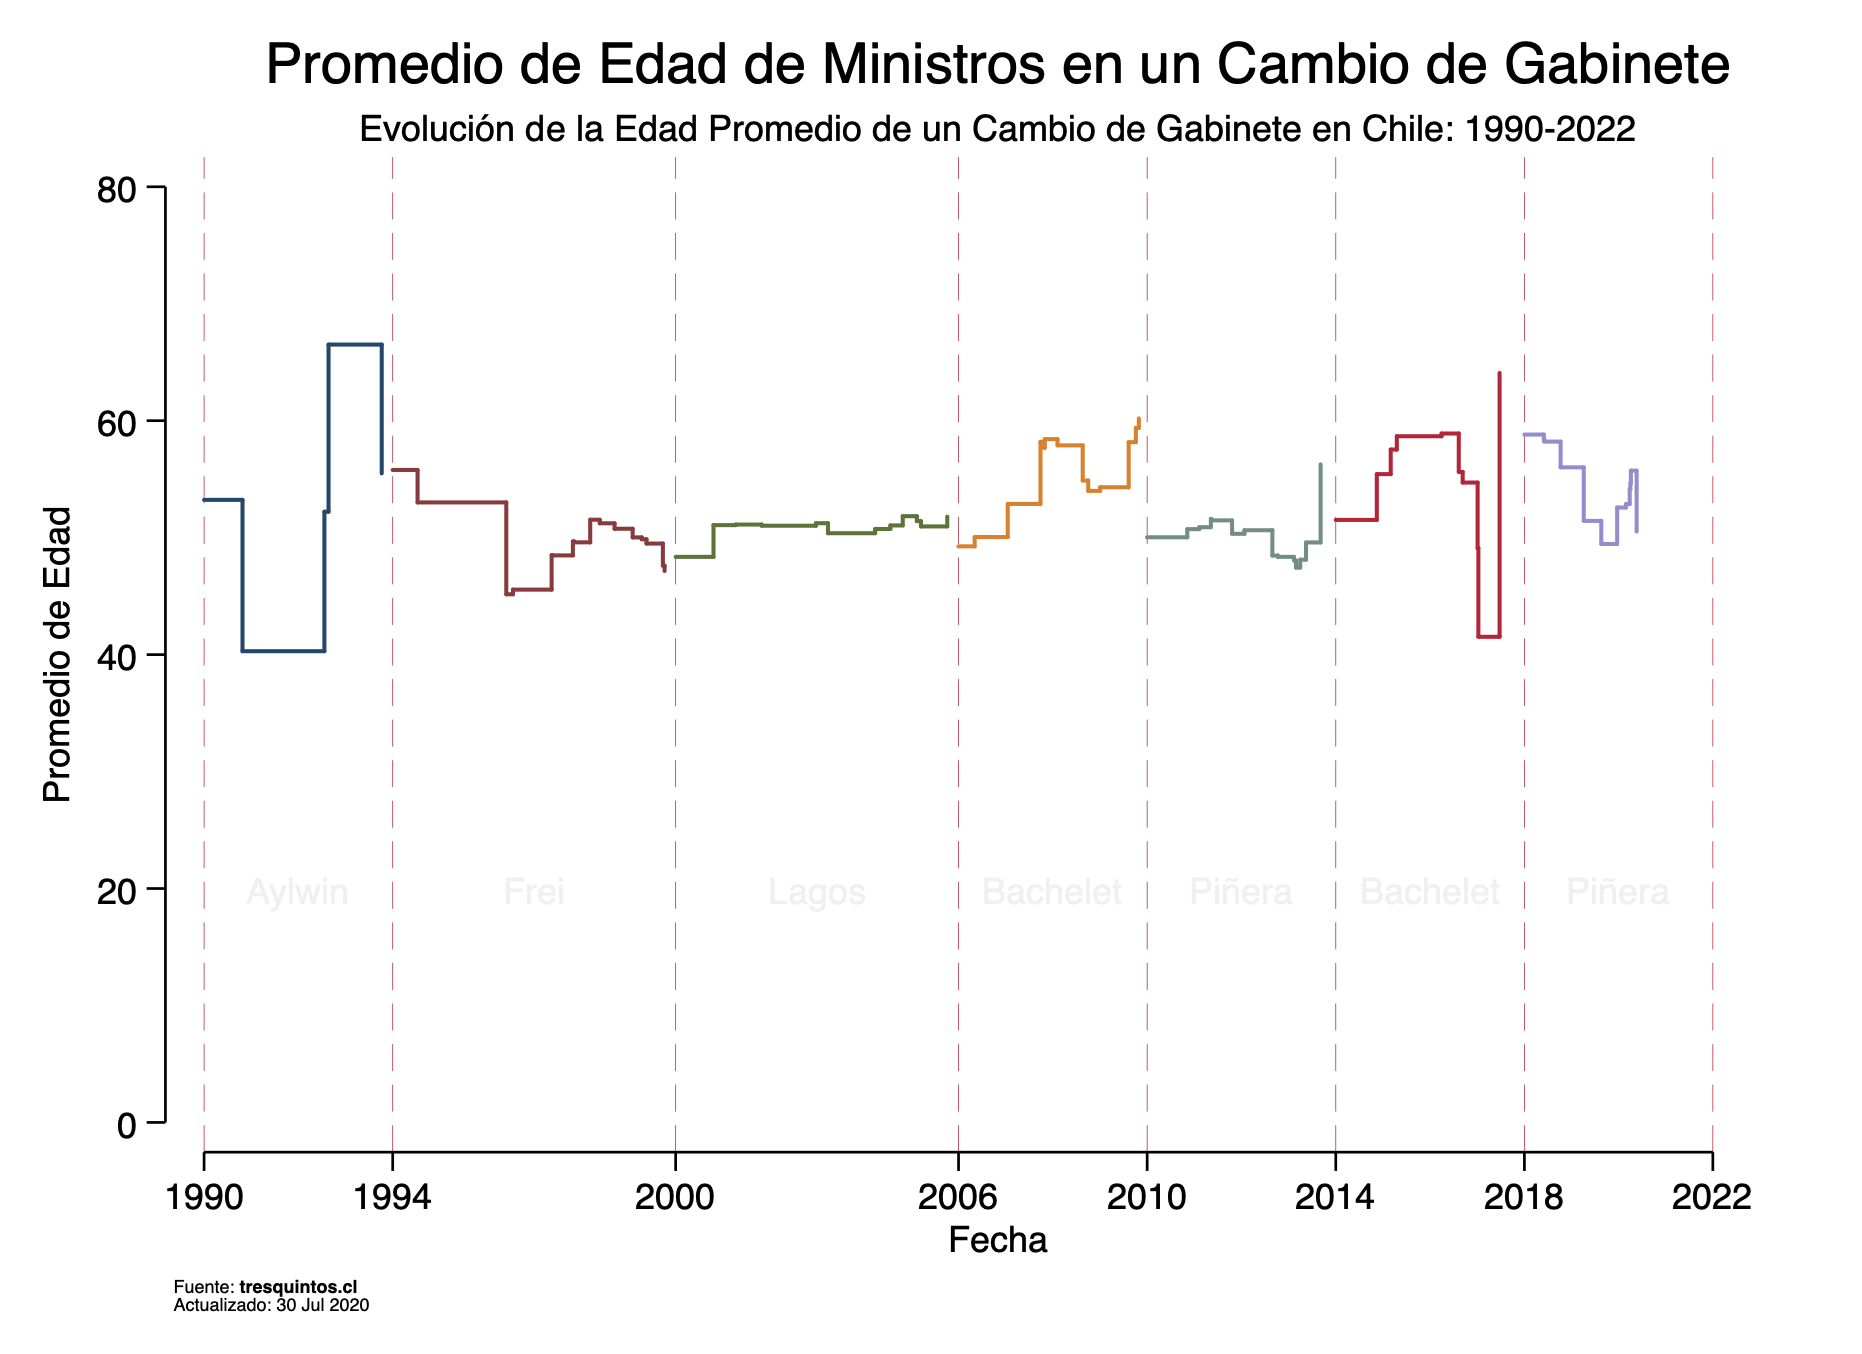 Promedio de Edad de Ministros en un Cambio de Gabinete
Evolución de la Edad Promedio de un Cambio de Gabinete en Chile: 1990-2022
80
60
40
20
0
Promedio de Edad
Aylwin Frei Lagos Bachelet Piñera Bachelet Piñera
1990 1994 2000 2006 2010 2014 2018 2022
Fecha
Fuente: tresquintos.cl
Actualizado: 30 Jul 2020